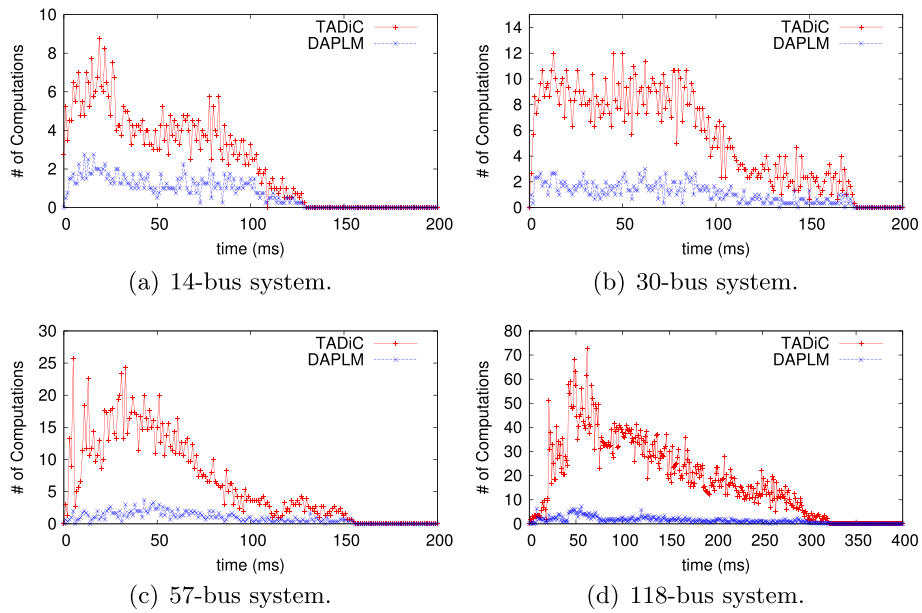 TADiC
DAPLM
# of Computations
10
8
6
4
2
0
0 50 100 150 200
time (ms)
(a) 14-bus system.
TADiC
DAPLM
# of Computations
14
12
10
8
6
4
2
0
0 50 100 150 200
time (ms)
(b) 30-bus system.
TADiC
DAPLM
# of Computations
30
25
20
15
10
5
0
0 50 100 150 200
time (ms)
(c) 57-bus system.
TADiC
DAPLM
# of Computations
80
70
60
50
40
30
20
10
0
0 50 100 150 200 250 300 350 400
time (ms)
(d) 118-bus system.